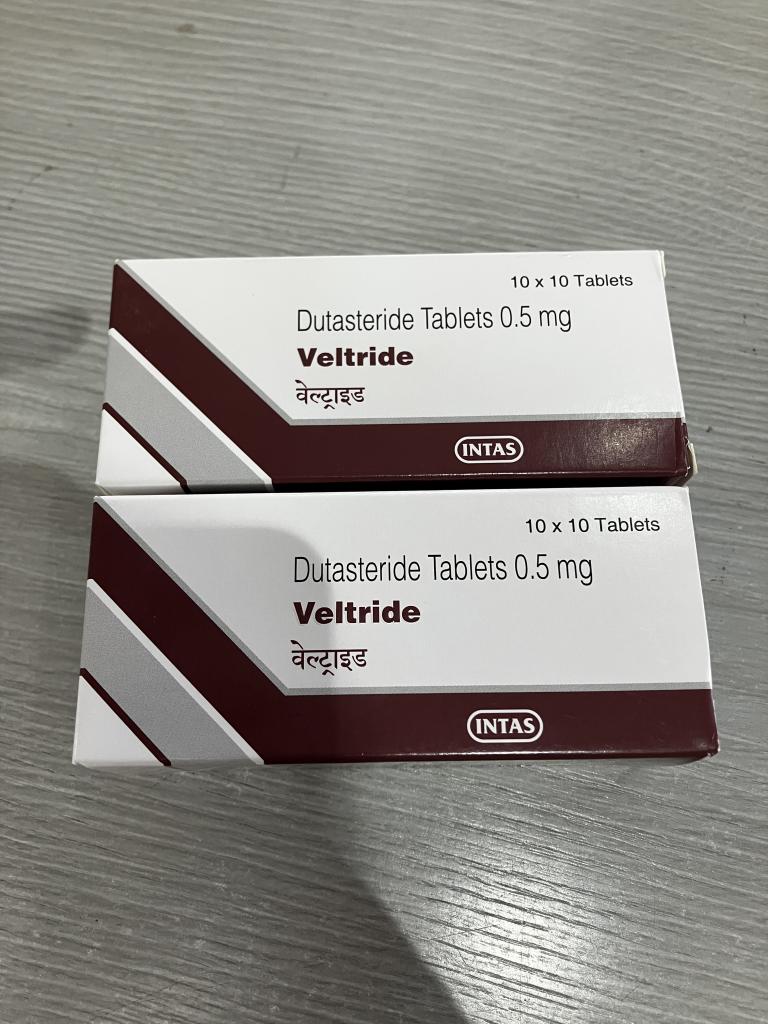 10 x 10 Tablets
Dutasteride Tablets 0.5 mg
Veltride
वेल्ट्राइड
INTAS
10 x 10 Tablets
Dutasteride Tablets 0.5 mg
Veltride
वेल्ट्राइड
INTAS